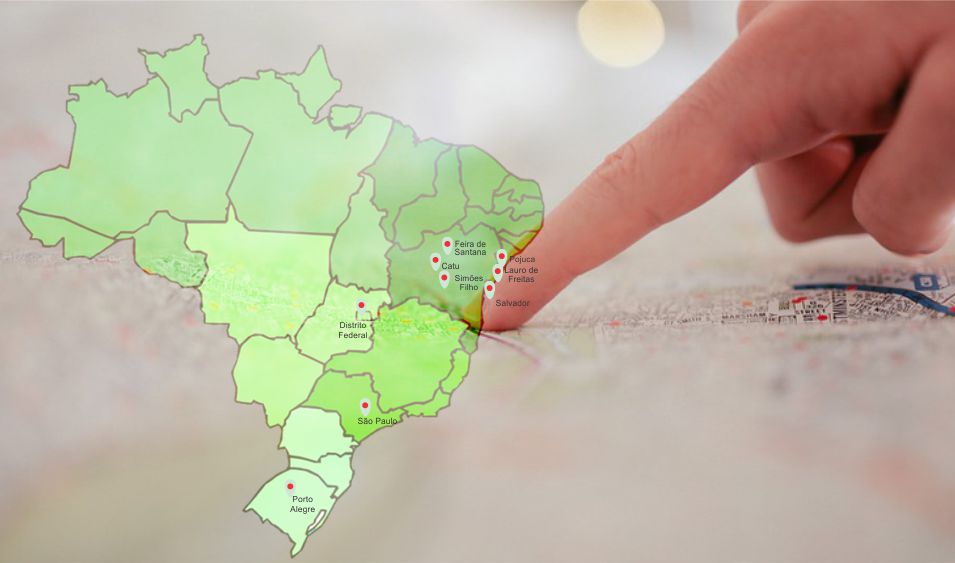 Feira de
Santana
Pojuca
Catu
Lauro de
Freitas
Simões
Filho
Salvador
Distrito
Federal
São Paulo
Porto
Alegre